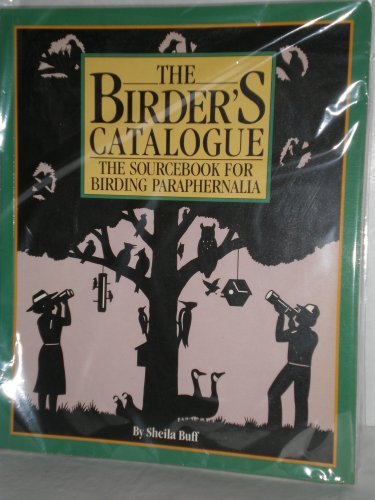 THE
BIRDER'S
CATALOGUE
THE SOURCEBOOK FOR
BIRDING PARAPHERNALIA
By Sheila Buff